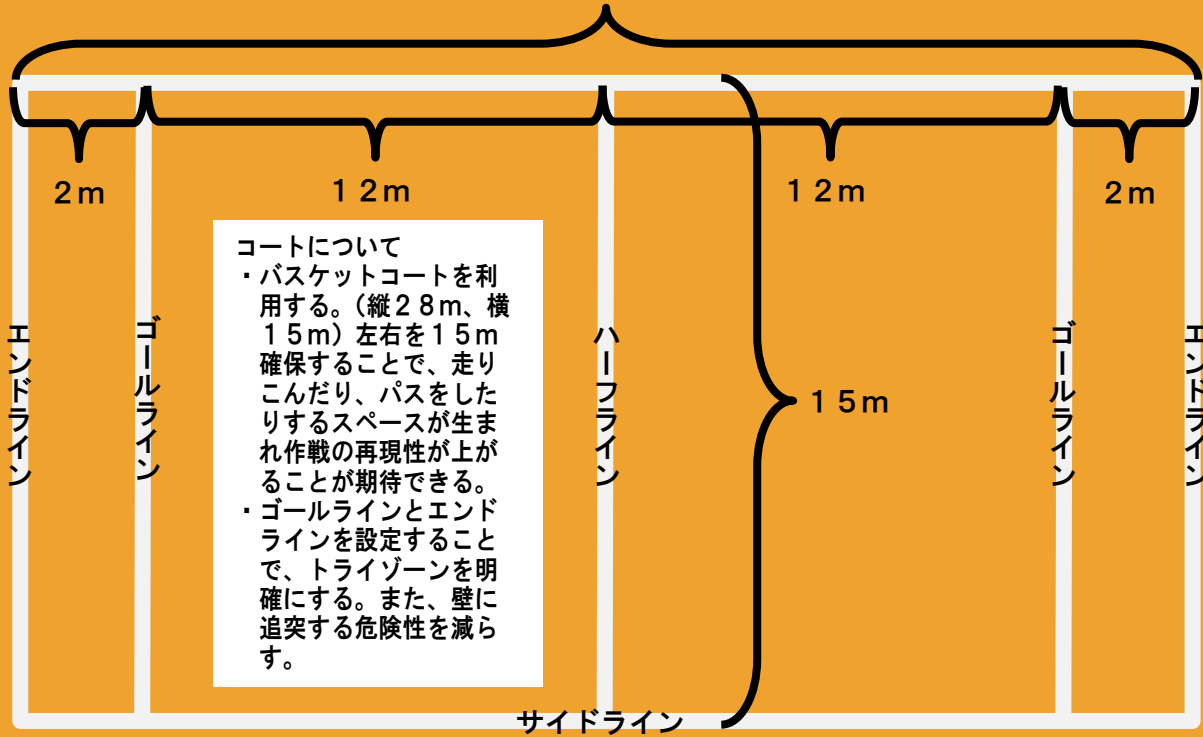 2m
12m
12m
2m
コートについて
・バスケットコートを利
用する。(縦28m、横
15m)左右を15m
確保することで、走り
こんだり、パスをした
りするスペースが生ま
れ作戦の再現性が上が
ることが期待できる。
・ゴールラインとエンド
ラインを設定すること
で、トライゾーンを明
確にする。また、壁に
追突する危険性を減ら
す。
エンドライン
ゴールライン
ハーフライン
15m
ゴールライン
エンドライン
サイドライン